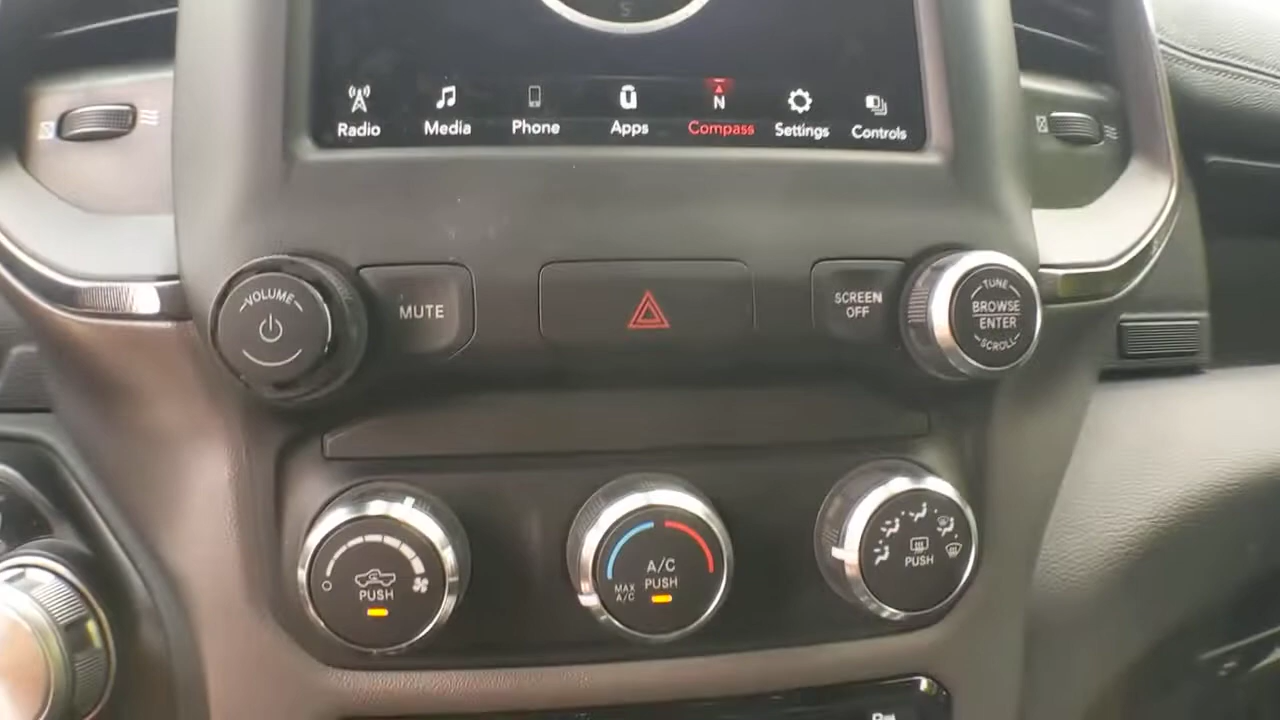 S
N
Radio
Media
Phone
Apps
Compass
Settings
Controls
VOLUME
MUTE
SCREEN
OFF
TUNE
BROWSE
ENTER
SCROLL
PUSH
A/C
PUSH
MAX
A/C
PUSH